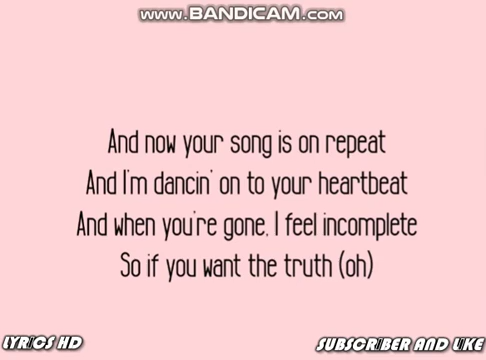 www.BANDICAM.com
And now your song is on repeat
And I'm dancin' on to your heartbeat
And when you're gone, I feel incomplete
So if you want the truth (oh)
LYRICS HD
SUBSCRIBER AND LIKE